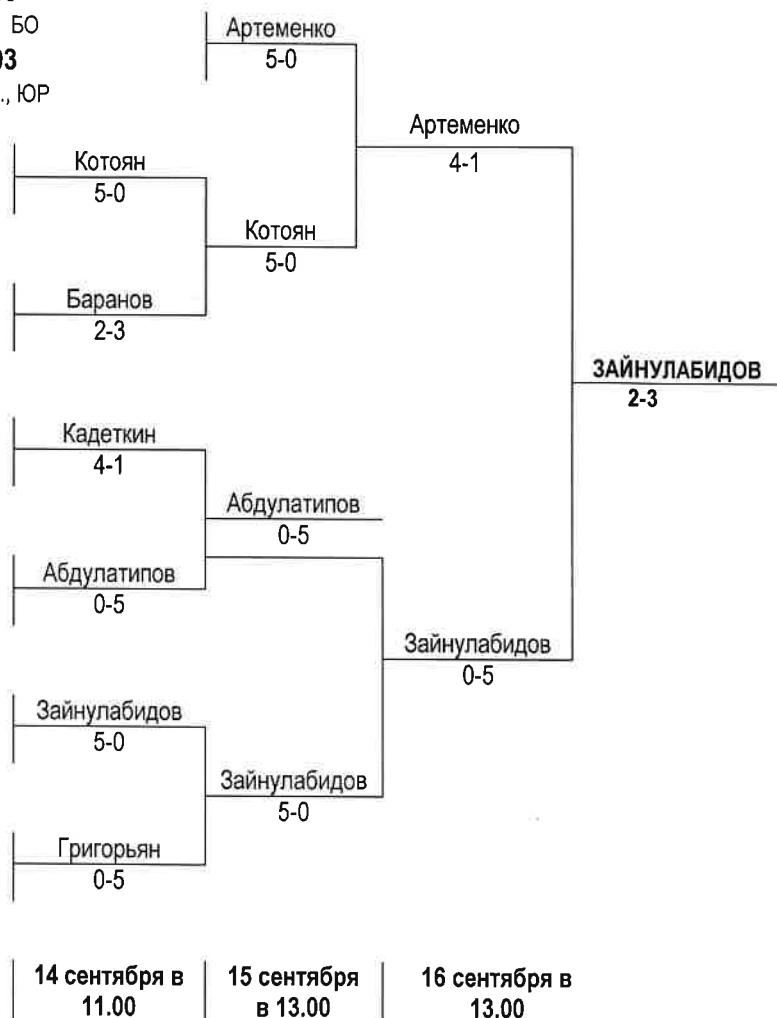 БО
Артеменко
5-0
., ЮР
Артеменко
4-1
Котоян
5-0
Котоян
5-0
Баранов
2-3
ЗАЙНУЛАБИДОВ
2-3
Кадеткин
4-1
Абдулатипов
0-5
Абдулатипов
0-5
Зайнулабидов
0-5
Зайнулабидов
5-0
Зайнулабидов
5-0
Григорьян
0-5
14 сентября в
11.00
15 сентября
в 13.00
16 сентября в
13.00